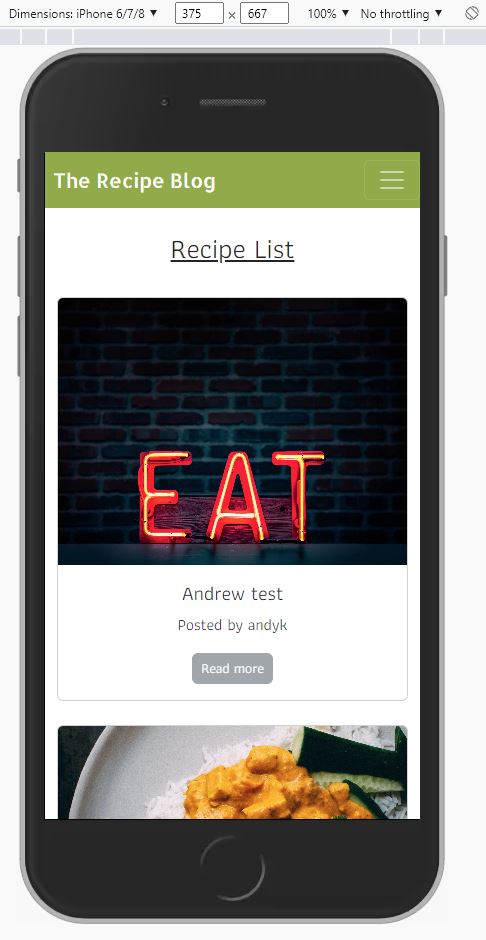 Dimensions: iPhone 6/7/8 ▼ 375 × 667 100% ▼ No throttling ▼
The Recipe Blog
Recipe List
EAT
Andrew test
Posted by andyk
Read more